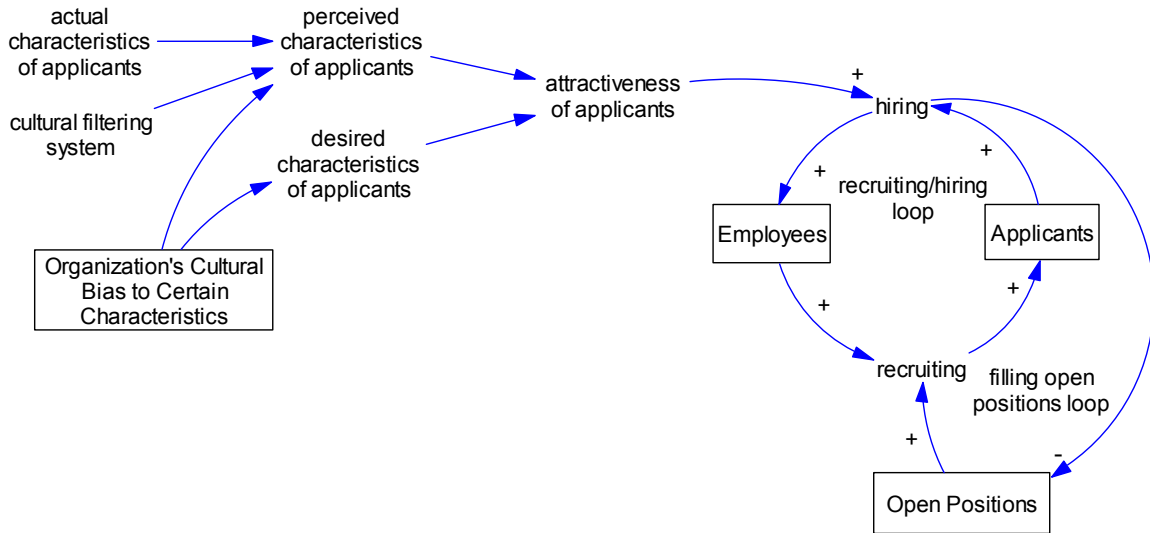 actual
characteristics
of applicants
perceived
characteristics
of applicants
cultural filtering
system
desired
characteristics
of applicants
attractiveness
of applicants
+
hiring
+
+
recruiting/hiring
loop
Employees
Applicants
Organization's Cultural
Bias to Certain
Characteristics
+
+
recruiting
filling open
positions loop
+
-
Open Positions